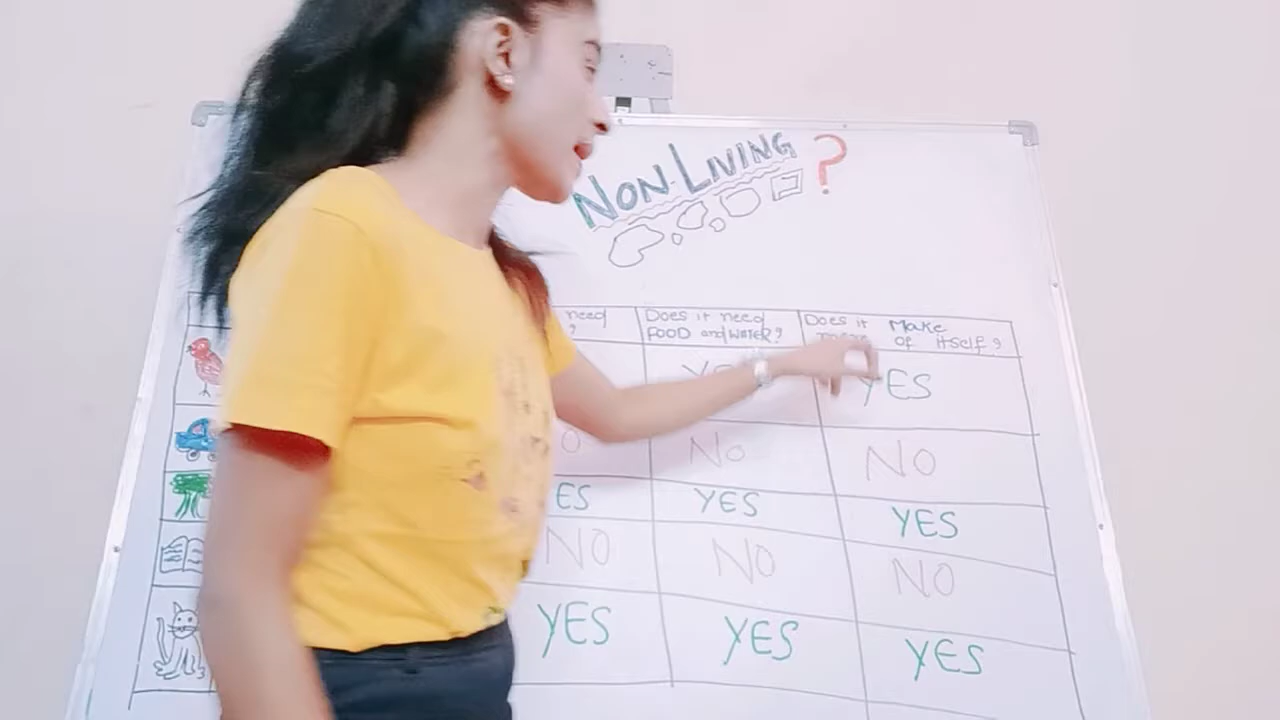 NON-LIVING ?
need
?
Does it need
FOOD and WATER?
Does it Make
of itself?
YES
NO
NO
ES
YES
YES
NO
NO
NO
YES
YES
YES